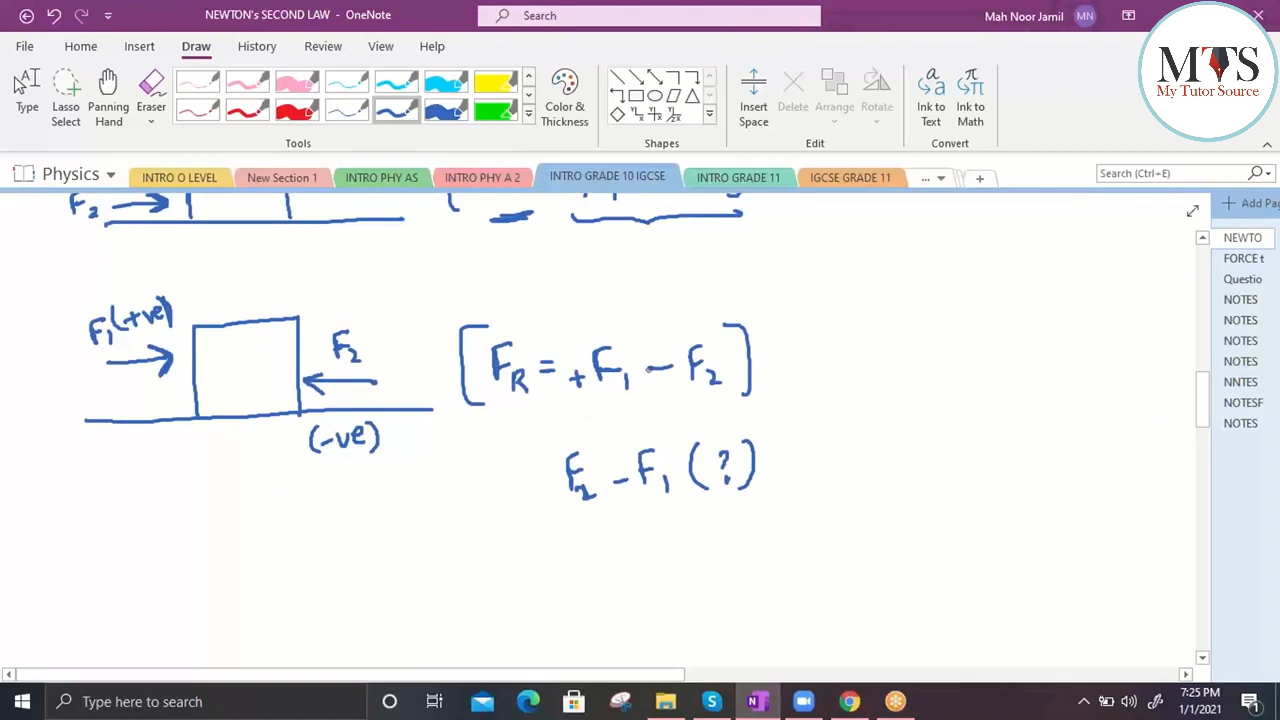 NEWTON's SECOND LAW - OneNote
Search
Mah Noor Jamil
MN
File Home Insert Draw History Review View Help
Type
Lasso Select
Panning Hand
Eraser
Color & Thickness
Insert Space
Delete
Arrange
Rotate
Ink to Text
Ink to Math
Tools
Shapes
Edit
Convert
MTS
My Tutor Source
Physics
INTRO O LEVEL
New Section 1
INTRO PHY AS
INTRO PHY A 2
INTRO GRADE 10 IGCSE
INTRO GRADE 11
IGCSE GRADE 11
...
Search (Ctrl+E)
Add Pag
NEWTO
FORCE t
Questio
NOTES
NOTES
NOTES
NOTES
NNTES
NOTESF
NOTES
F2
F1 (+ve)
F2
(-ve)
[FR = +F1 - F2]
F2 - F1 (?)
Type here to search
7:25 PM
1/1/2021